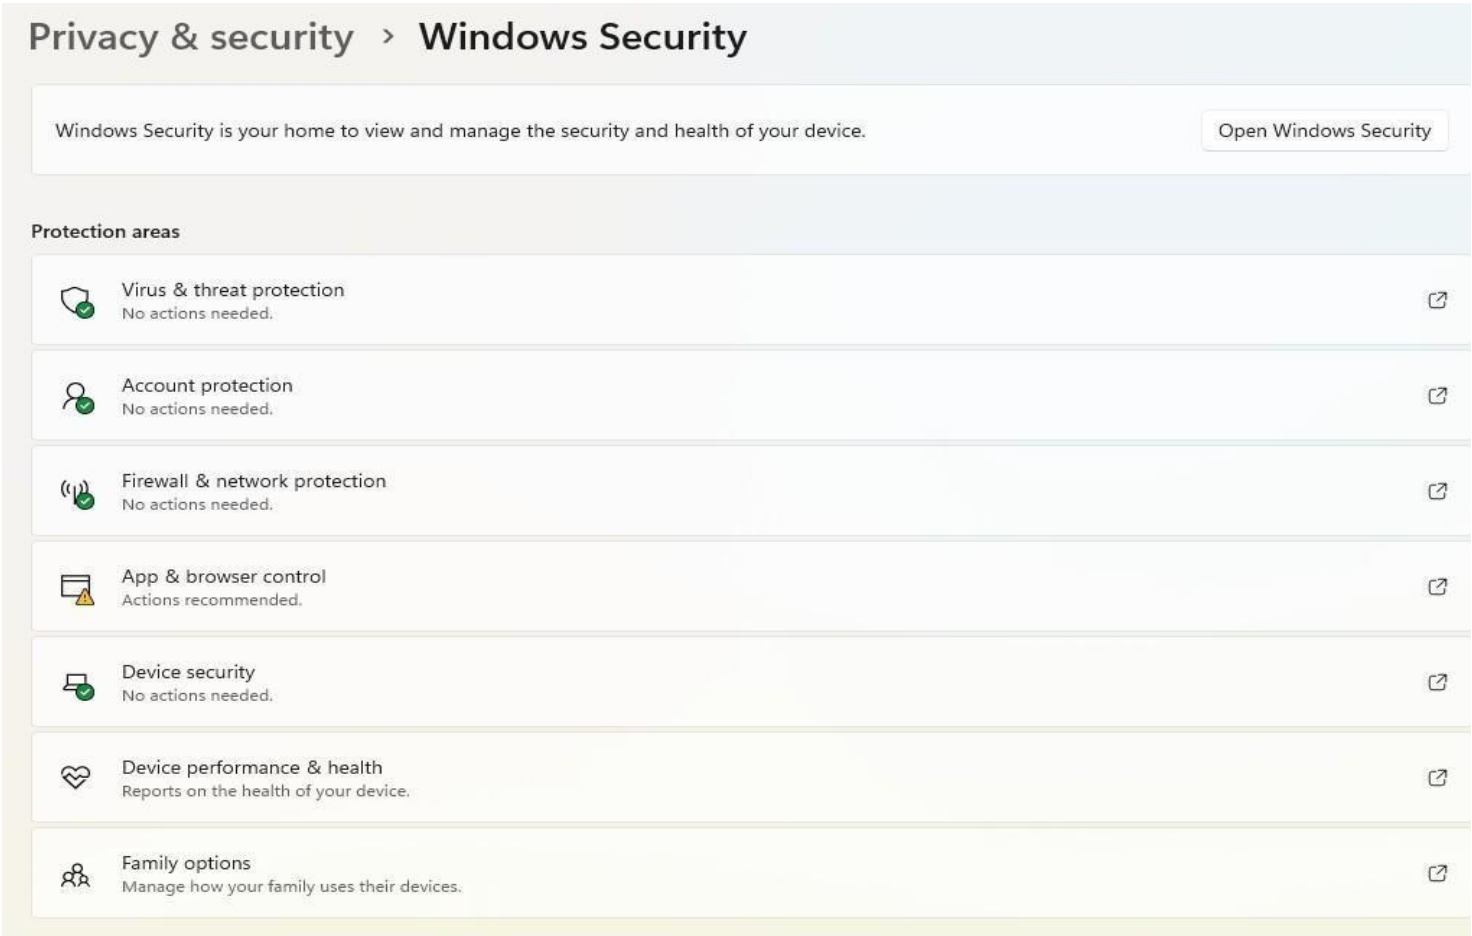 Privacy & security > Windows Security
Windows Security is your home to view and manage the security and health of your device.
Open Windows Security
Protection areas
Virus & threat protection
No actions needed.
Account protection
No actions needed.
Firewall & network protection
No actions needed.
App & browser control
Actions recommended.
Device security
No actions needed.
Device performance & health
Reports on the health of your device.
Family options
Manage how your family uses their devices.